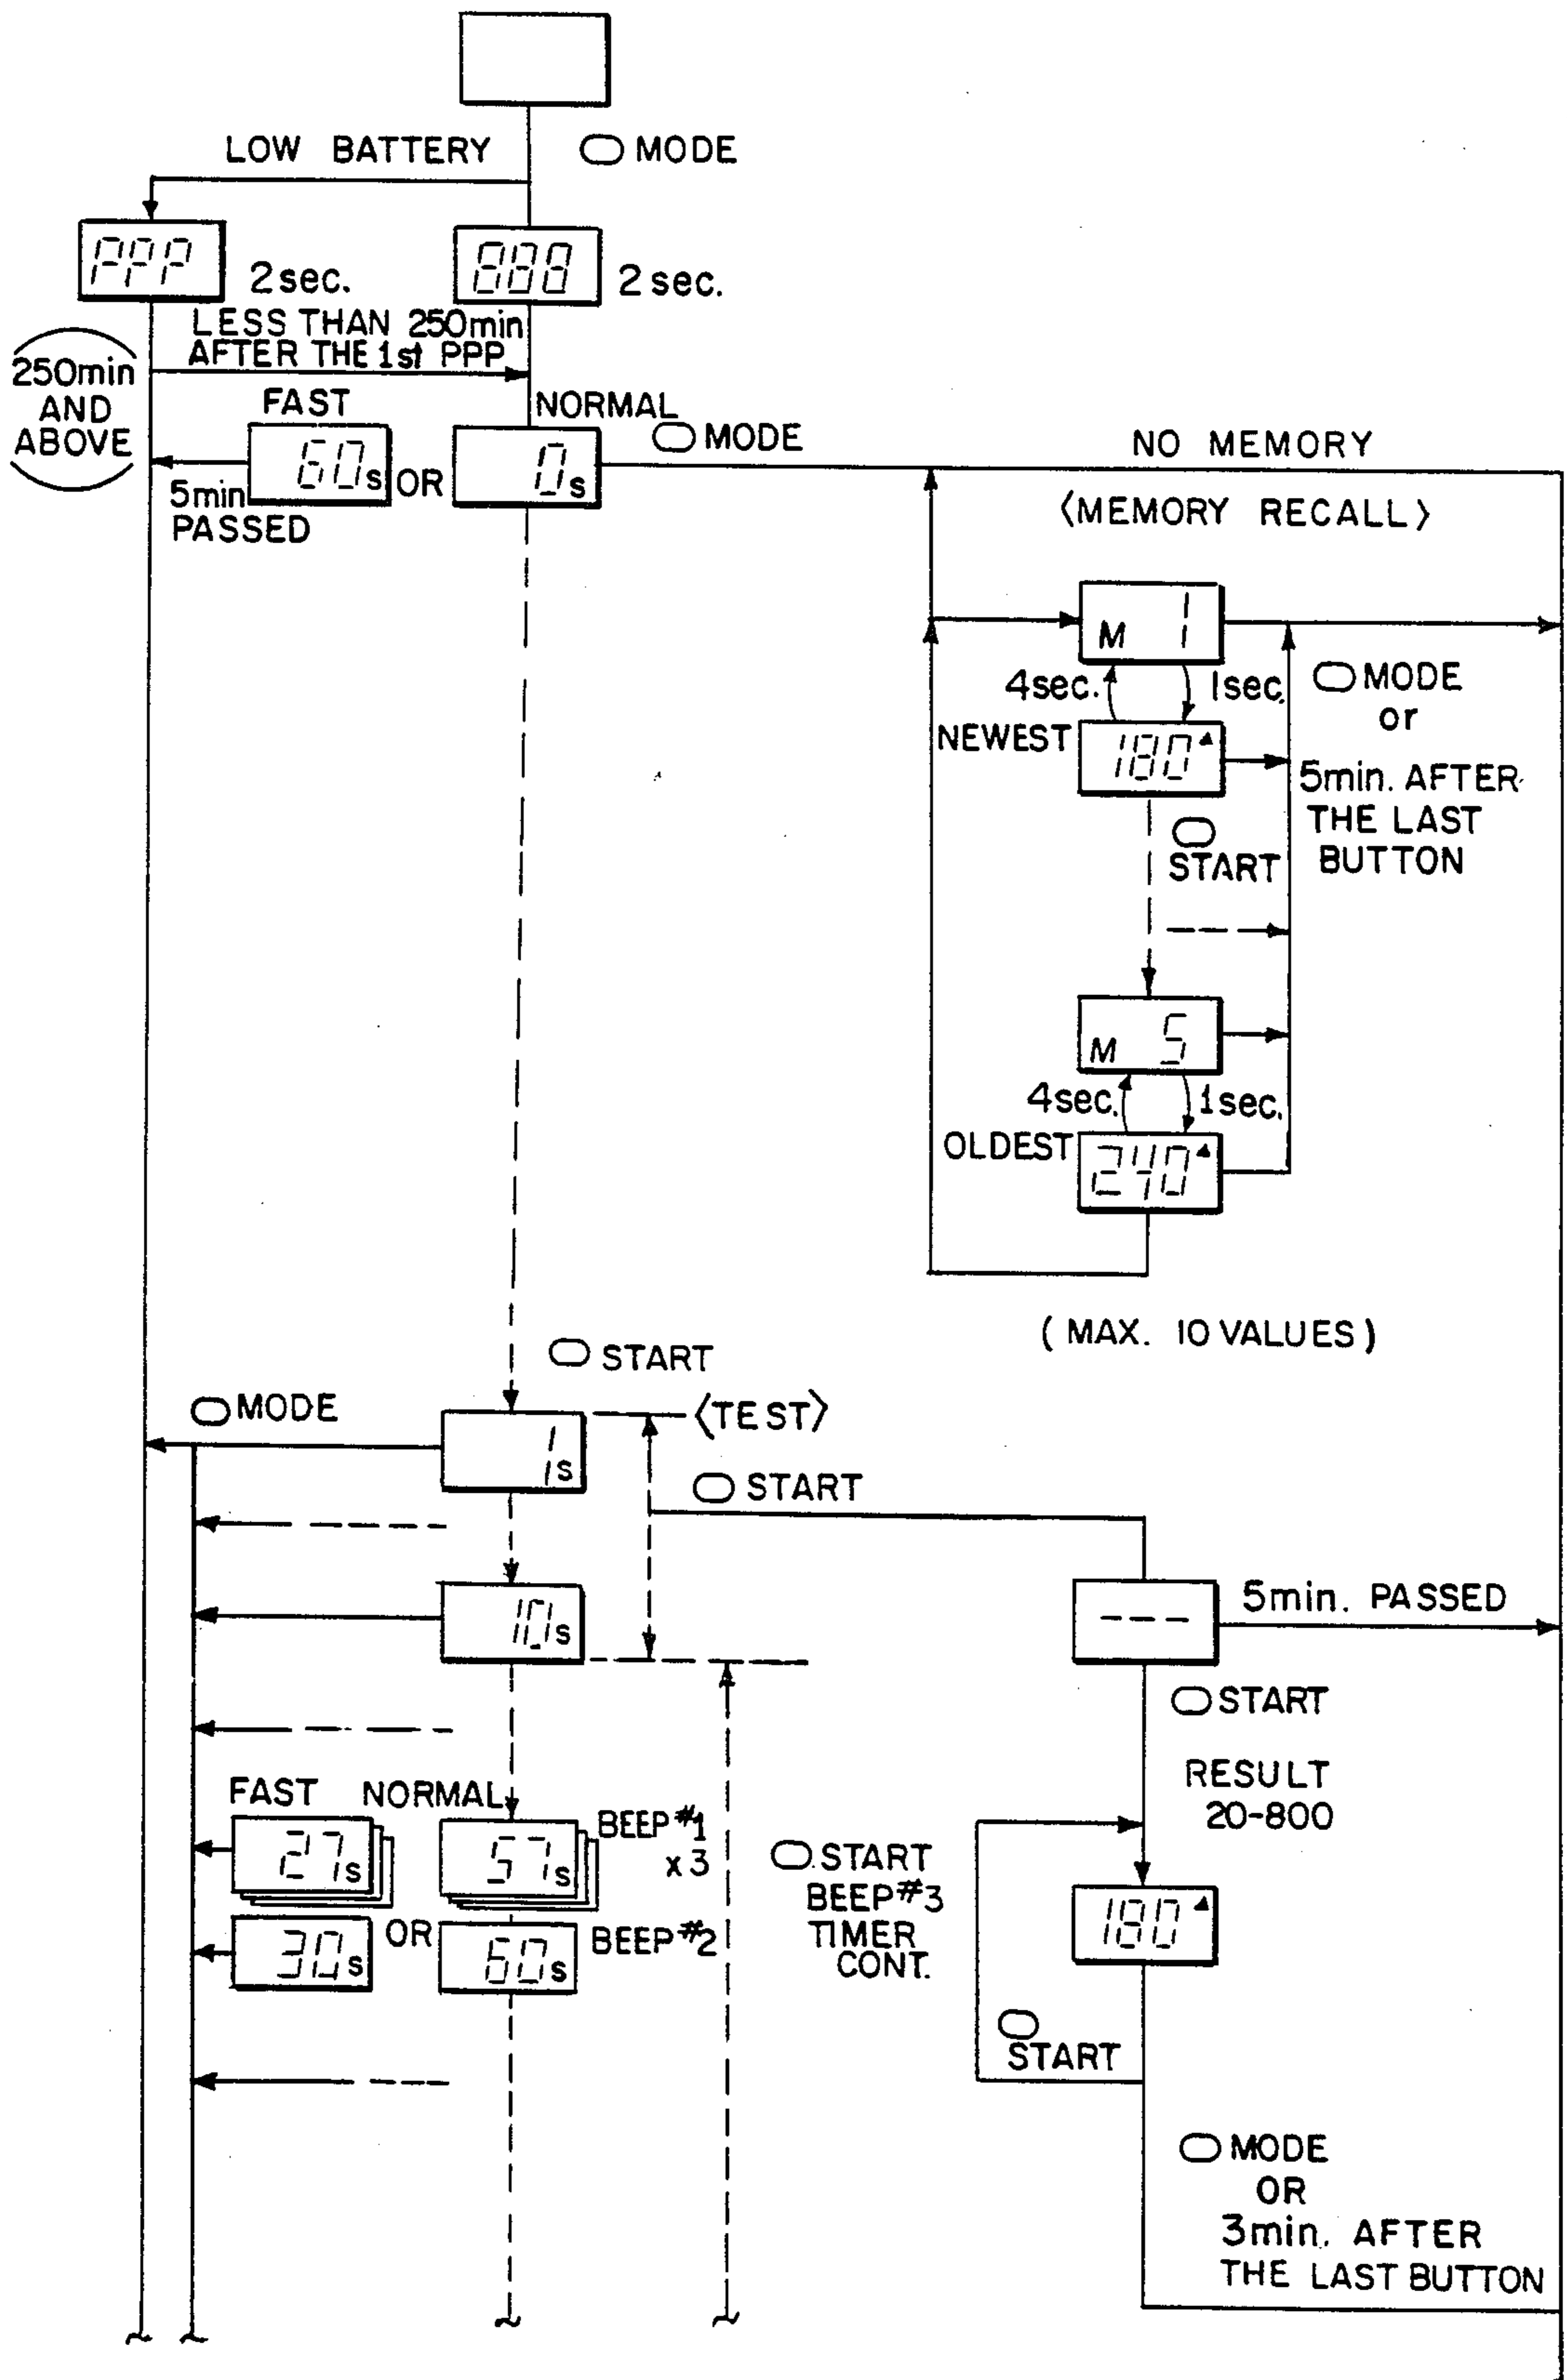 LOW BATTERY
MODE
PPP
2sec.
888
2 sec.
LESS THAN 250min
AFTER THE 1st PPP
250min
AND
ABOVE
FAST
60s
OR
5min
PASSED
NORMAL
MODE
0s
NO MEMORY
<MEMORY RECALL>
M 1
4sec.
1sec.
MODE
or
5min. AFTER
THE LAST
BUTTON
NEWEST
180▲
START
M 5
4sec.
1sec.
OLDEST
240▲
(MAX. 10 VALUES)
START
MODE
1s
<TEST>
START
10s
---
5min. PASSED
START
RESULT
20-800
FAST
NORMAL
27s
57s
BEEP #1
x3
30s
OR
60s
BEEP #2
START
BEEP #3
TIMER
CONT.
180▲
START
MODE
OR
3min. AFTER
THE LAST BUTTON